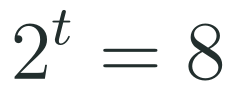 2^t = 8